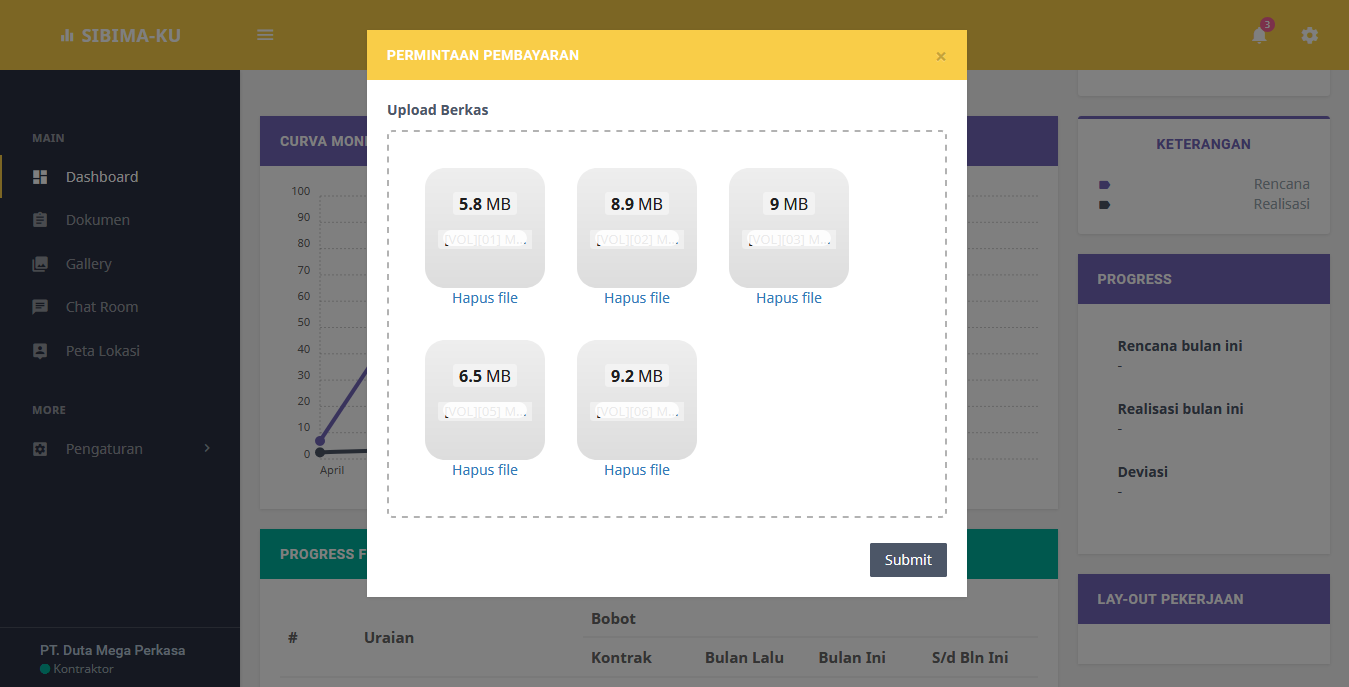 SIBIMA-KU
3
PERMINTAAN PEMBAYARAN
×
Upload Berkas
5.8 MB
[VOL][01] M...
Hapus file
8.9 MB
[VOL][02] M...
Hapus file
9 MB
[VOL][03] M...
Hapus file
6.5 MB
[VOL][05] M...
Hapus file
9.2 MB
[VOL][06] M...
Hapus file
Submit
MAIN
Dashboard
Dokumen
Gallery
Chat Room
Peta Lokasi
MORE
Pengaturan
PT. Duta Mega Perkasa
Kontraktor
CURVA MON
100
90
80
70
60
50
40
30
20
10
0
April
PROGRESS F
#
Uraian
Bobot
Kontrak
Bulan Lalu
Bulan Ini
S/d Bln Ini
KETERANGAN
Rencana
Realisasi
PROGRESS
Rencana bulan ini
-
Realisasi bulan ini
-
Deviasi
-
LAY-OUT PEKERJAAN